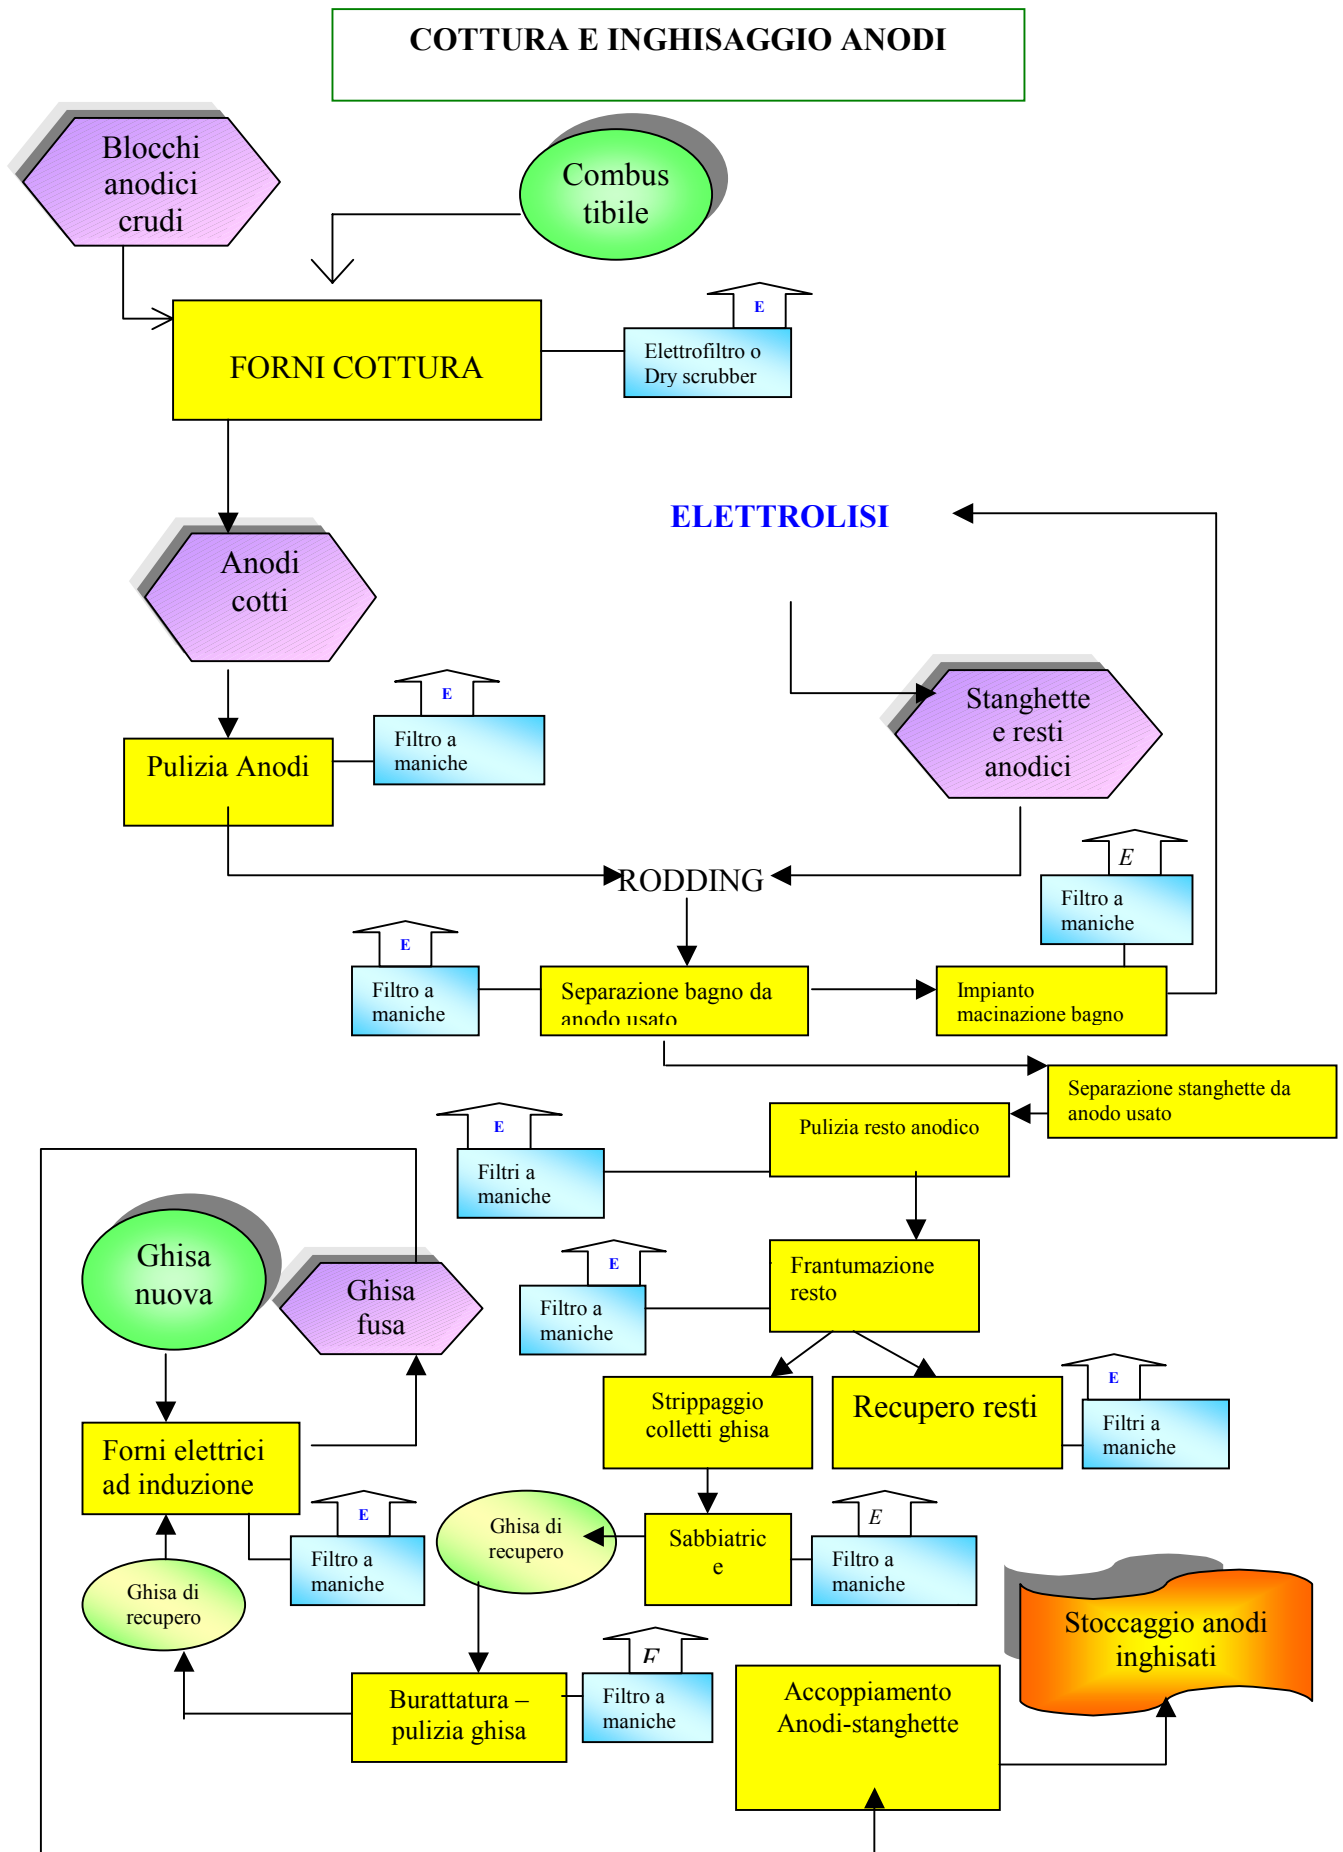 COTTURA E INGHISAGGIO ANODI
Blocchi
anodici
crudi
Combus
tibile
E
Elettrofiltro o
Dry scrubber
FORNI COTTURA
ELETTROLISI
Anodi
cotti
E
Filtro a
maniche
Pulizia Anodi
Stanghette
e resti
anodici
RODDING
E
Filtro a
maniche
E
Filtro a
maniche
Separazione bagno da
anodo usato
Impianto
macinazione bagno
Separazione stanghette da
anodo usato
E
Filtri a
maniche
Pulizia resto anodico
Ghisa
nuova
Ghisa
fusa
E
Filtro a
maniche
Frantumazione
resto
Strippaggio
colletti ghisa
Recupero resti
E
Filtri a
maniche
Forni elettrici
ad induzione
E
Filtro a
maniche
Ghisa di
recupero
Sabbiatric
e
E
Filtro a
maniche
Ghisa di
recupero
Stoccaggio anodi
inghisati
Burattatura –
pulizia ghisa
E
Filtro a
maniche
Accoppiamento
Anodi-stanghette